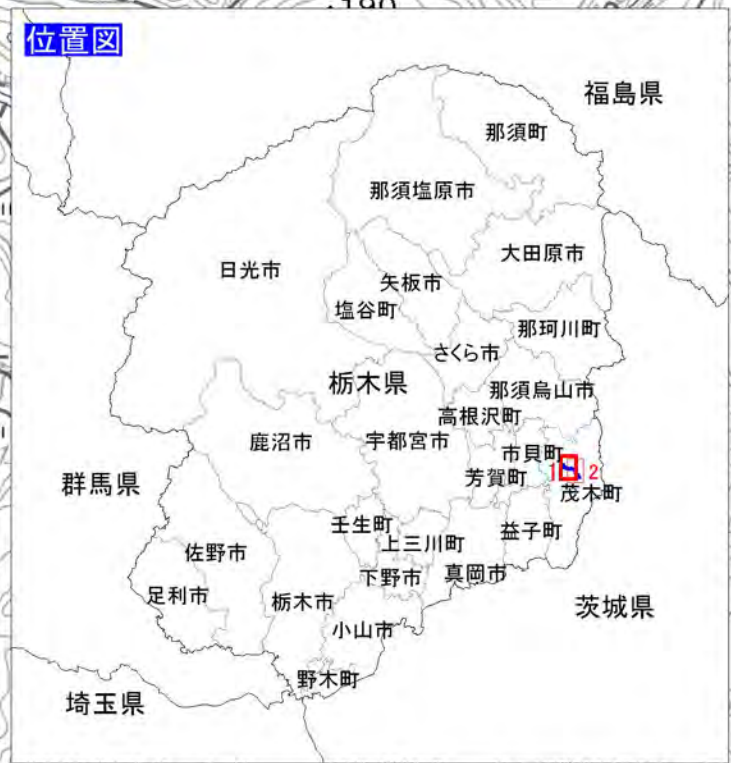 190
位置図
福島県
那須町
那須塩原市
大田原市
日光市
矢板市
塩谷町
那珂川町
さくら市
栃木県
那須烏山市
高根沢町
鹿沼市
宇都宮市
市貝町
群馬県
芳賀町
1
2
茂木町
壬生町
益子町
佐野市
上三川町
下野市
真岡市
足利市
栃木市
茨城県
小山市
野木町
埼玉県